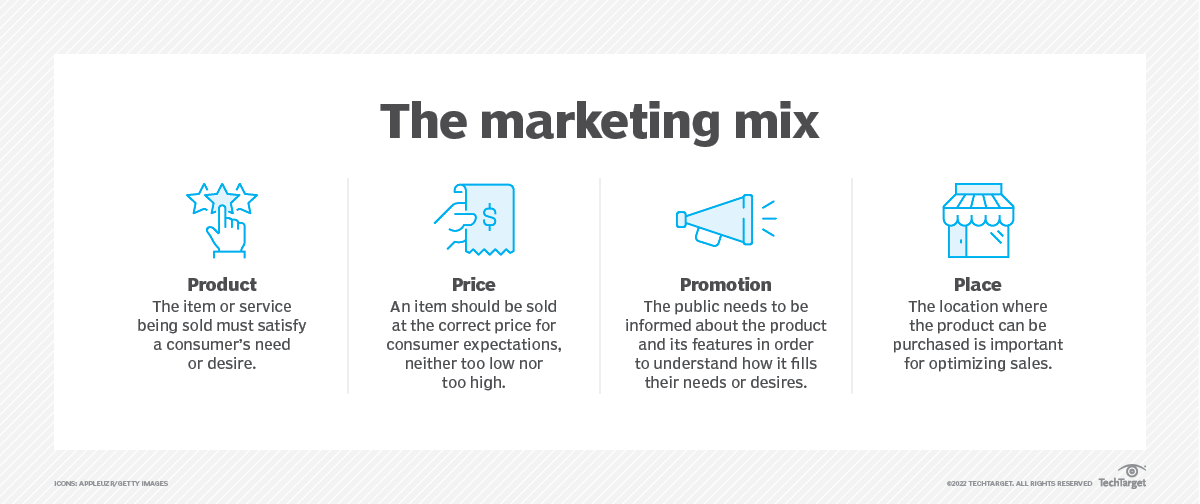 The marketing mix
$
Product
The item or service
being sold must satisfy
a consumer's need
or desire.
Price
An item should be sold
at the correct price for
consumer expectations,
neither too low nor
too high.
Promotion
The public needs to be
informed about the product
and its features in order
to understand how it fills
their needs or desires.
Place
The location where
the product can be
purchased is important
for optimizing sales.
ICONS: APPLEUZR/GETTY IMAGES
©2022 TECHTARGET. ALL RIGHTS RESERVED
TechTarget